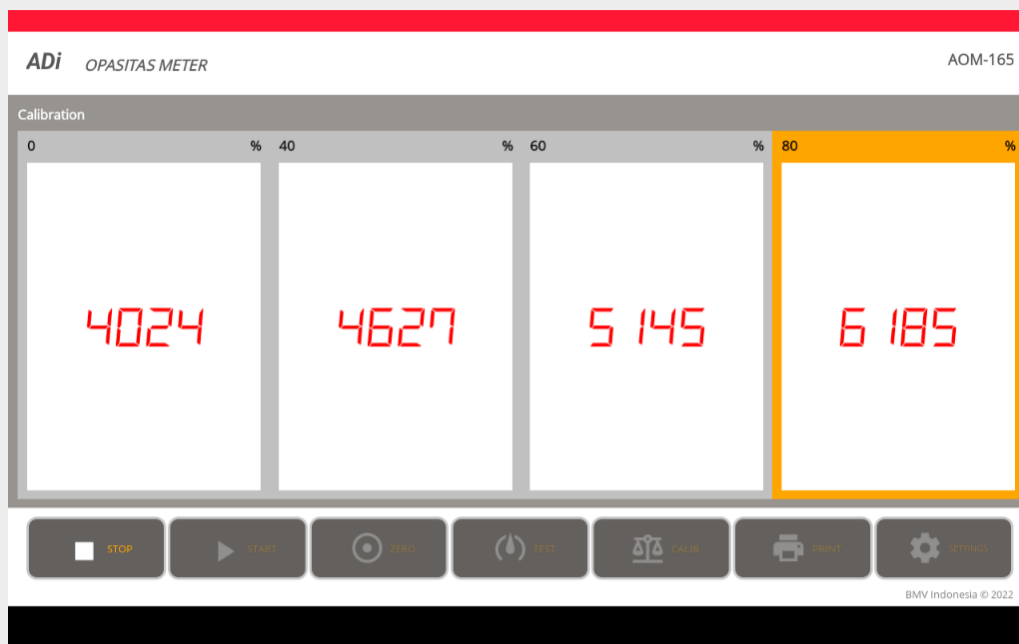 ADi OPASITAS METER AOM-165
Calibration
0 % 40 % 60 % 80 %
4024 4627 5145 6185
STOP START ZERO TEST CALIB PRINT SETTINGS
BMV Indonesia © 2022